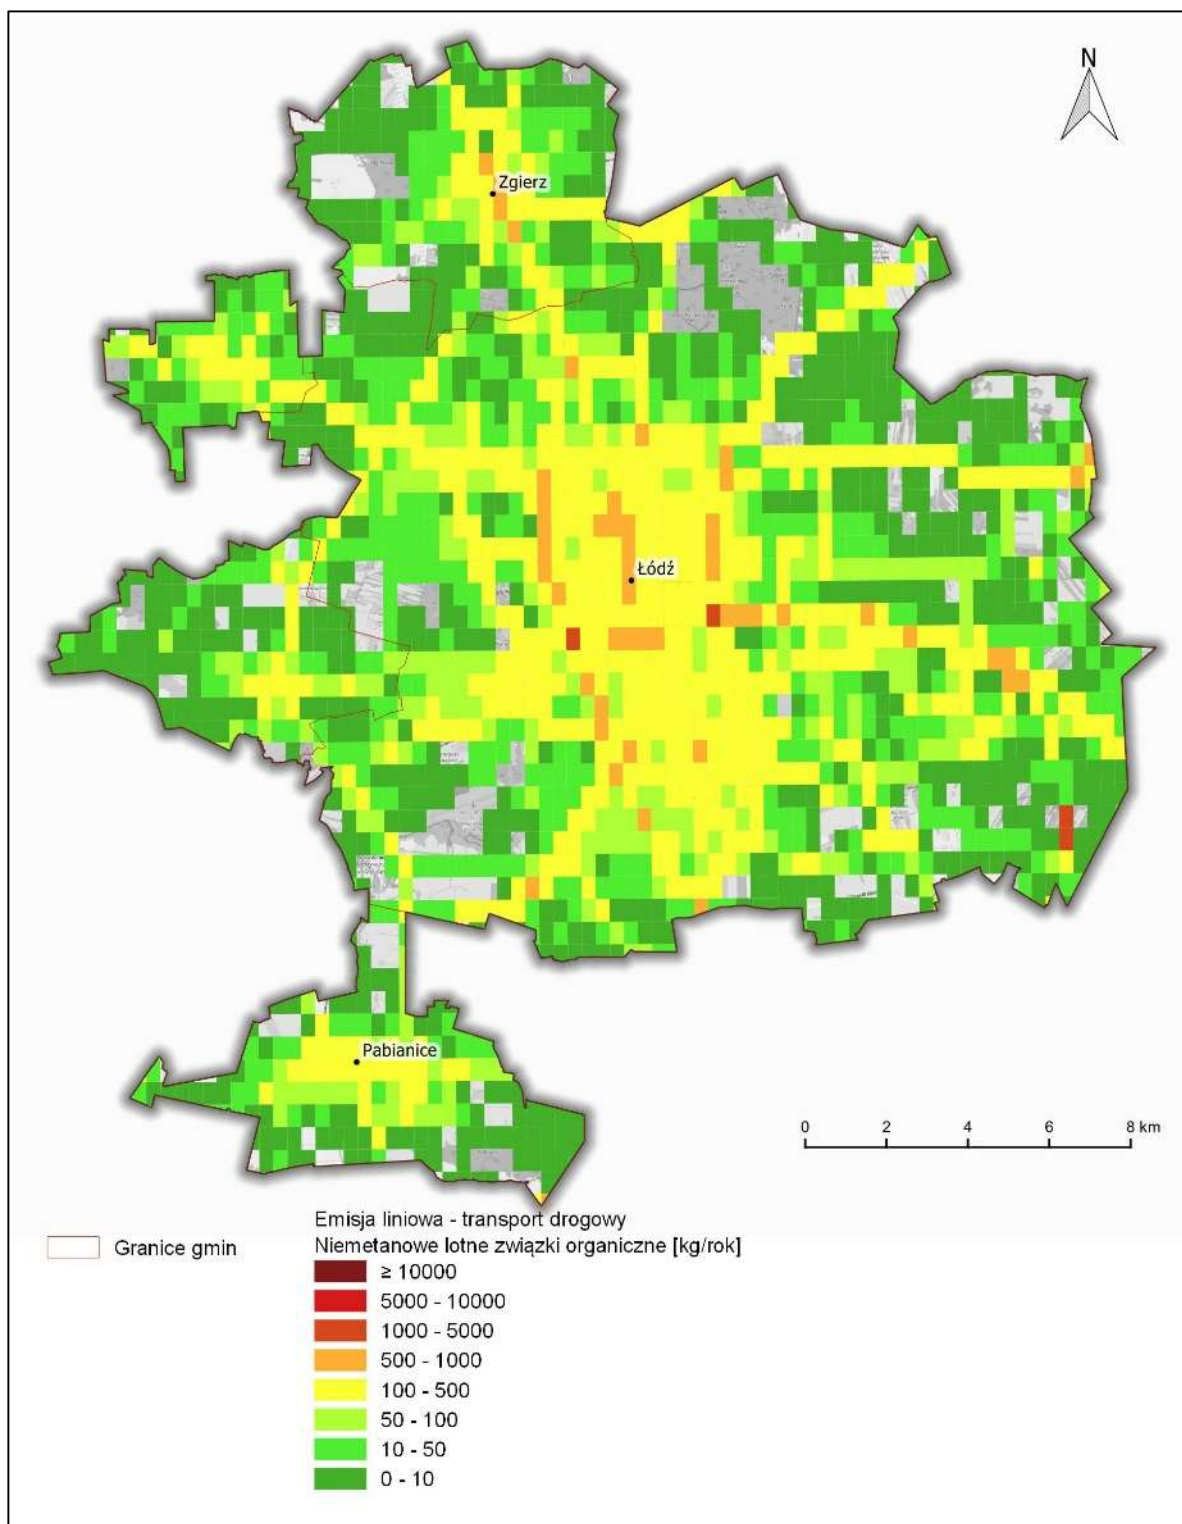 N
Zgierz
Łódź
Pabianice
0 2 4 6 8 km
Emisja liniowa - transport drogowy
Granice gmin
Niemetanowe lotne związki organiczne [kg/rok]
≥ 10000
5000 - 10000
1000 - 5000
500 - 1000
100 - 500
50 - 100
10 - 50
0 - 10